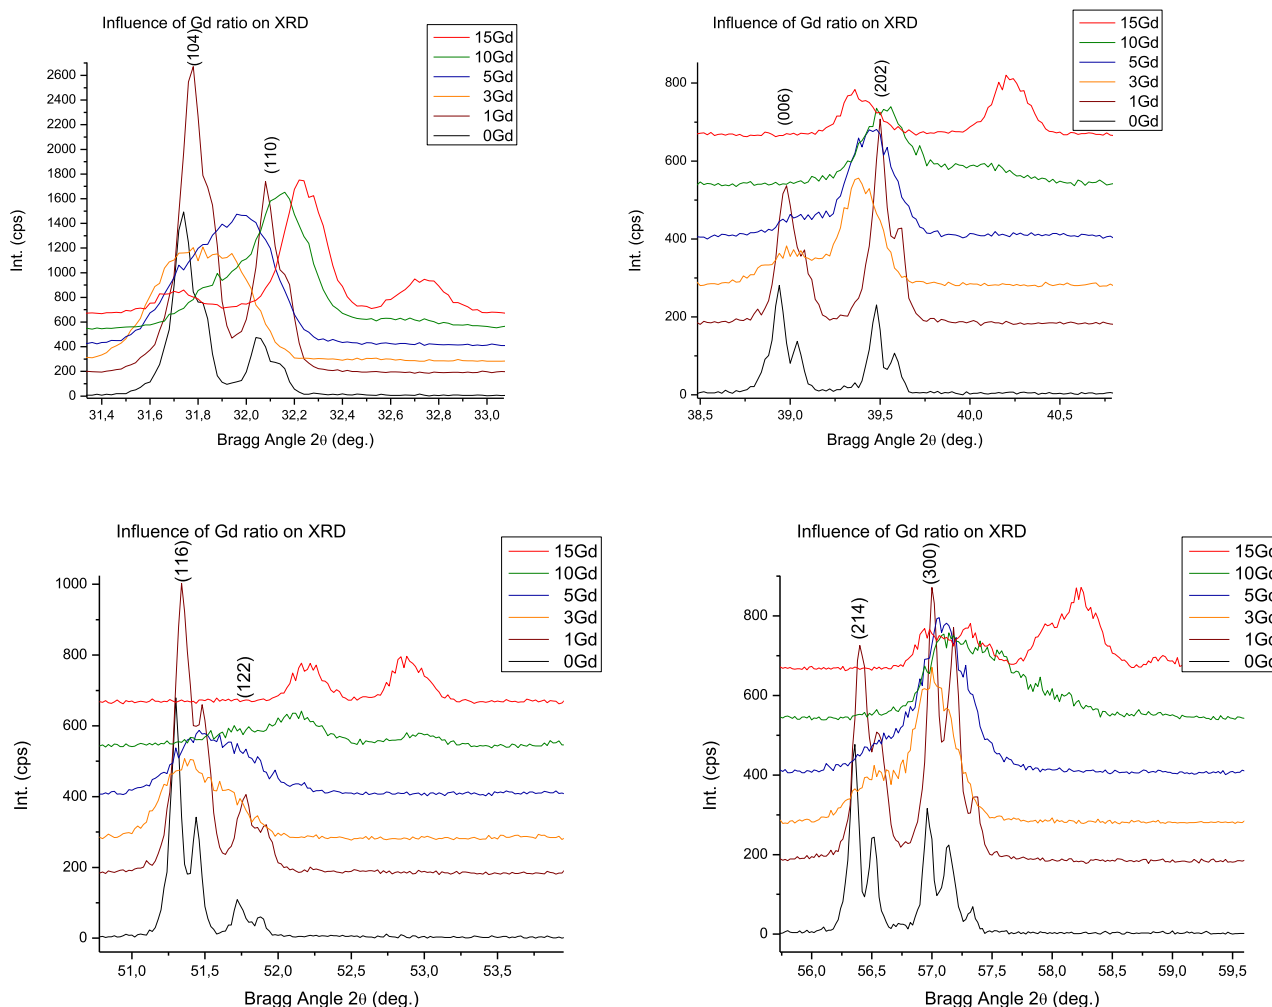 Influence of Gd ratio on XRD
(104)
(110)
15Gd
10Gd
5Gd
3Gd
1Gd
0Gd
Int. (cps)
2600
2400
2200
2000
1800
1600
1400
1200
1000
800
600
400
200
0
31,4 31,6 31,8 32,0 32,2 32,4 32,6 32,8 33,0
Bragg Angle 2θ (deg.)
Influence of Gd ratio on XRD
(006)
(202)
15Gd
10Gd
5Gd
3Gd
1Gd
0Gd
Int. (cps)
800
600
400
200
0
38,5 39,0 39,5 40,0 40,5
Bragg Angle 2θ (deg.)
Influence of Gd ratio on XRD
(116)
(122)
15Gd
10Gd
5Gd
3Gd
1Gd
0Gd
Int. (cps)
1000
800
600
400
200
0
51,0 51,5 52,0 52,5 53,0 53,5
Bragg Angle 2θ (deg.)
Influence of Gd ratio on XRD
(214)
(300)
15Gd
10Gd
5Gd
3Gd
1Gd
0Gd
Int. (cps)
800
600
400
200
0
56,0 56,5 57,0 57,5 58,0 58,5 59,0 59,5
Bragg Angle 2θ (deg.)